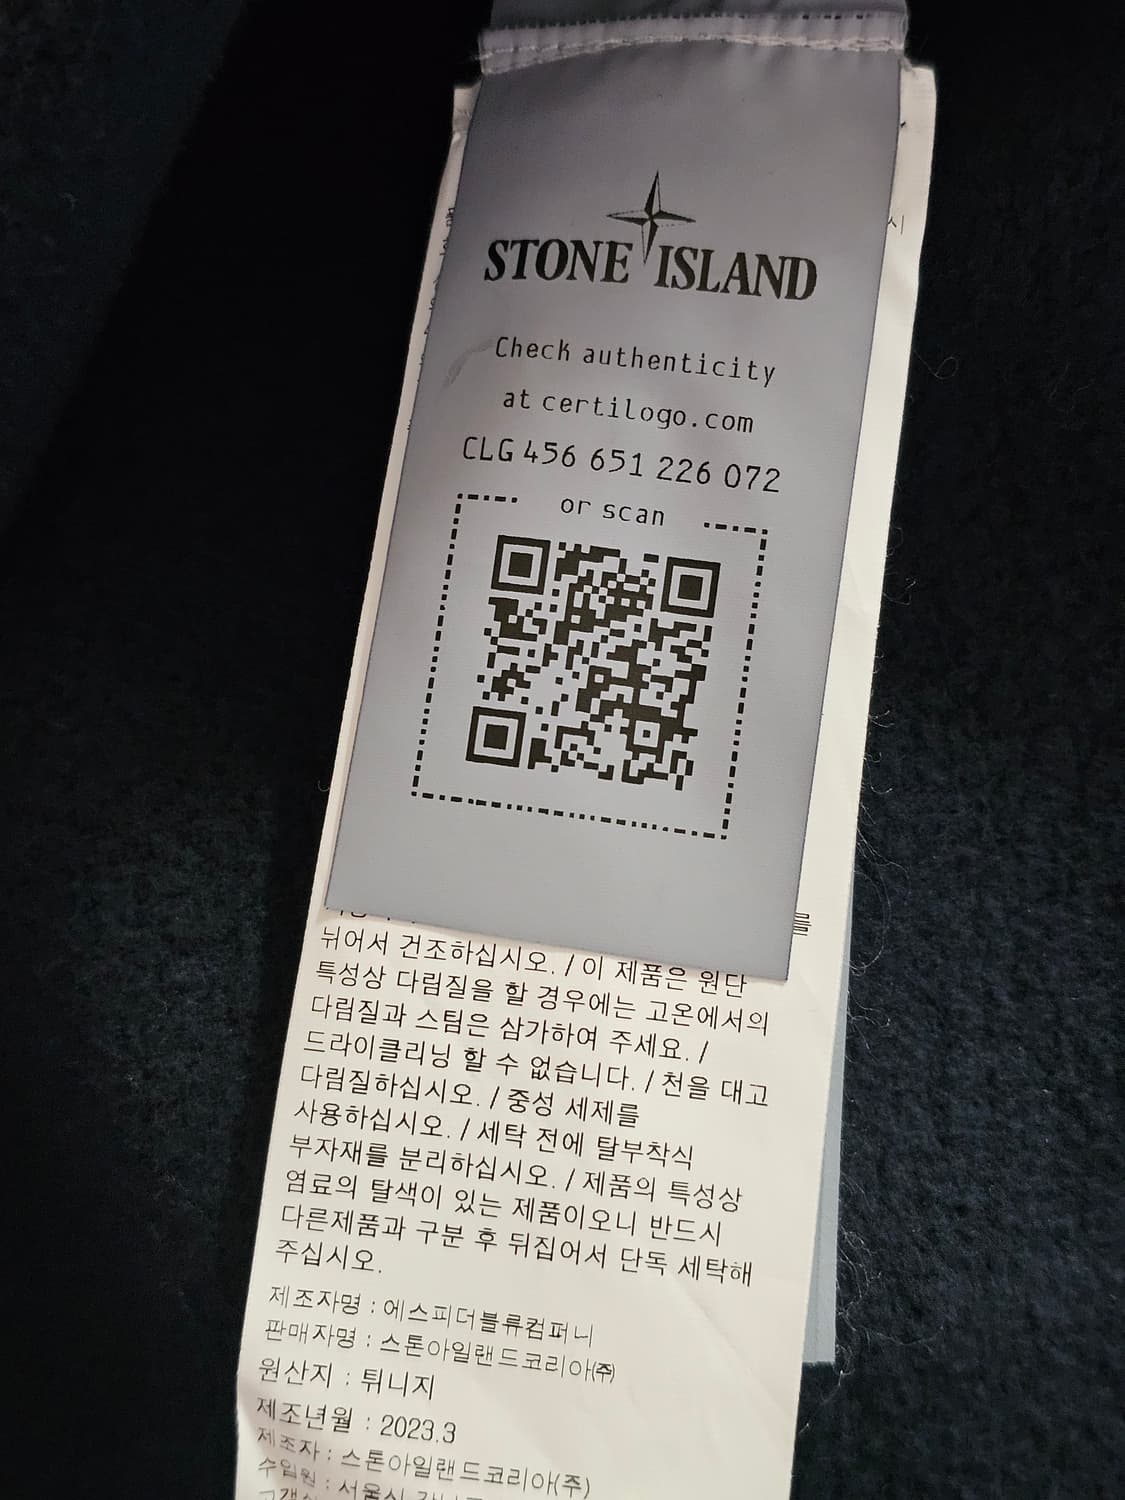 STONE ISLAND
Check authenticity
at certilogo.com
CLG 456 651 226 072
or scan
를
뉘어서 건조하십시오. / 이 제품은 원단
특성상 다림질을 할 경우에는 고온에서의
다림질과 스팀은 삼가하여 주세요. /
드라이클리닝 할 수 없습니다. / 천을 대고
다림질하십시오. / 중성 세제를
사용하십시오. / 세탁 전에 탈부착식
부자재를 분리하십시오. / 제품의 특성상
염료의 탈색이 있는 제품이오니 반드시
다른제품과 구분 후 뒤집어서 단독 세탁해
주십시오.
제조자명 : 에스피더블류컴퍼니
판매자명 : 스톤아일랜드코리아㈜
원산지 : 튀니지
제조년월 : 2023.3
제조자 : 스톤아일랜드코리아(주)
수입원 : 서울시